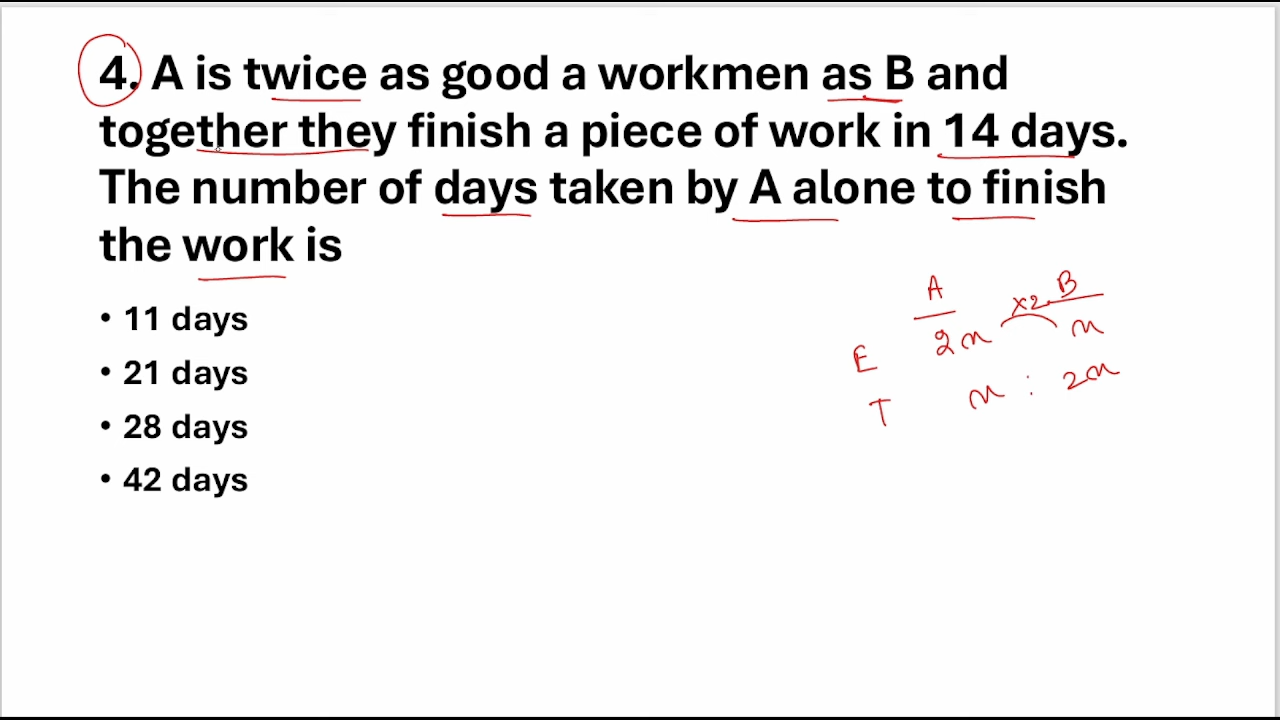 4. A is twice as good a workmen as B and
together they finish a piece of work in 14 days.
The number of days taken by A alone to finish
the work is
• 11 days
• 21 days
• 28 days
• 42 days
A ×2 B
E 2x x
T x : 2x